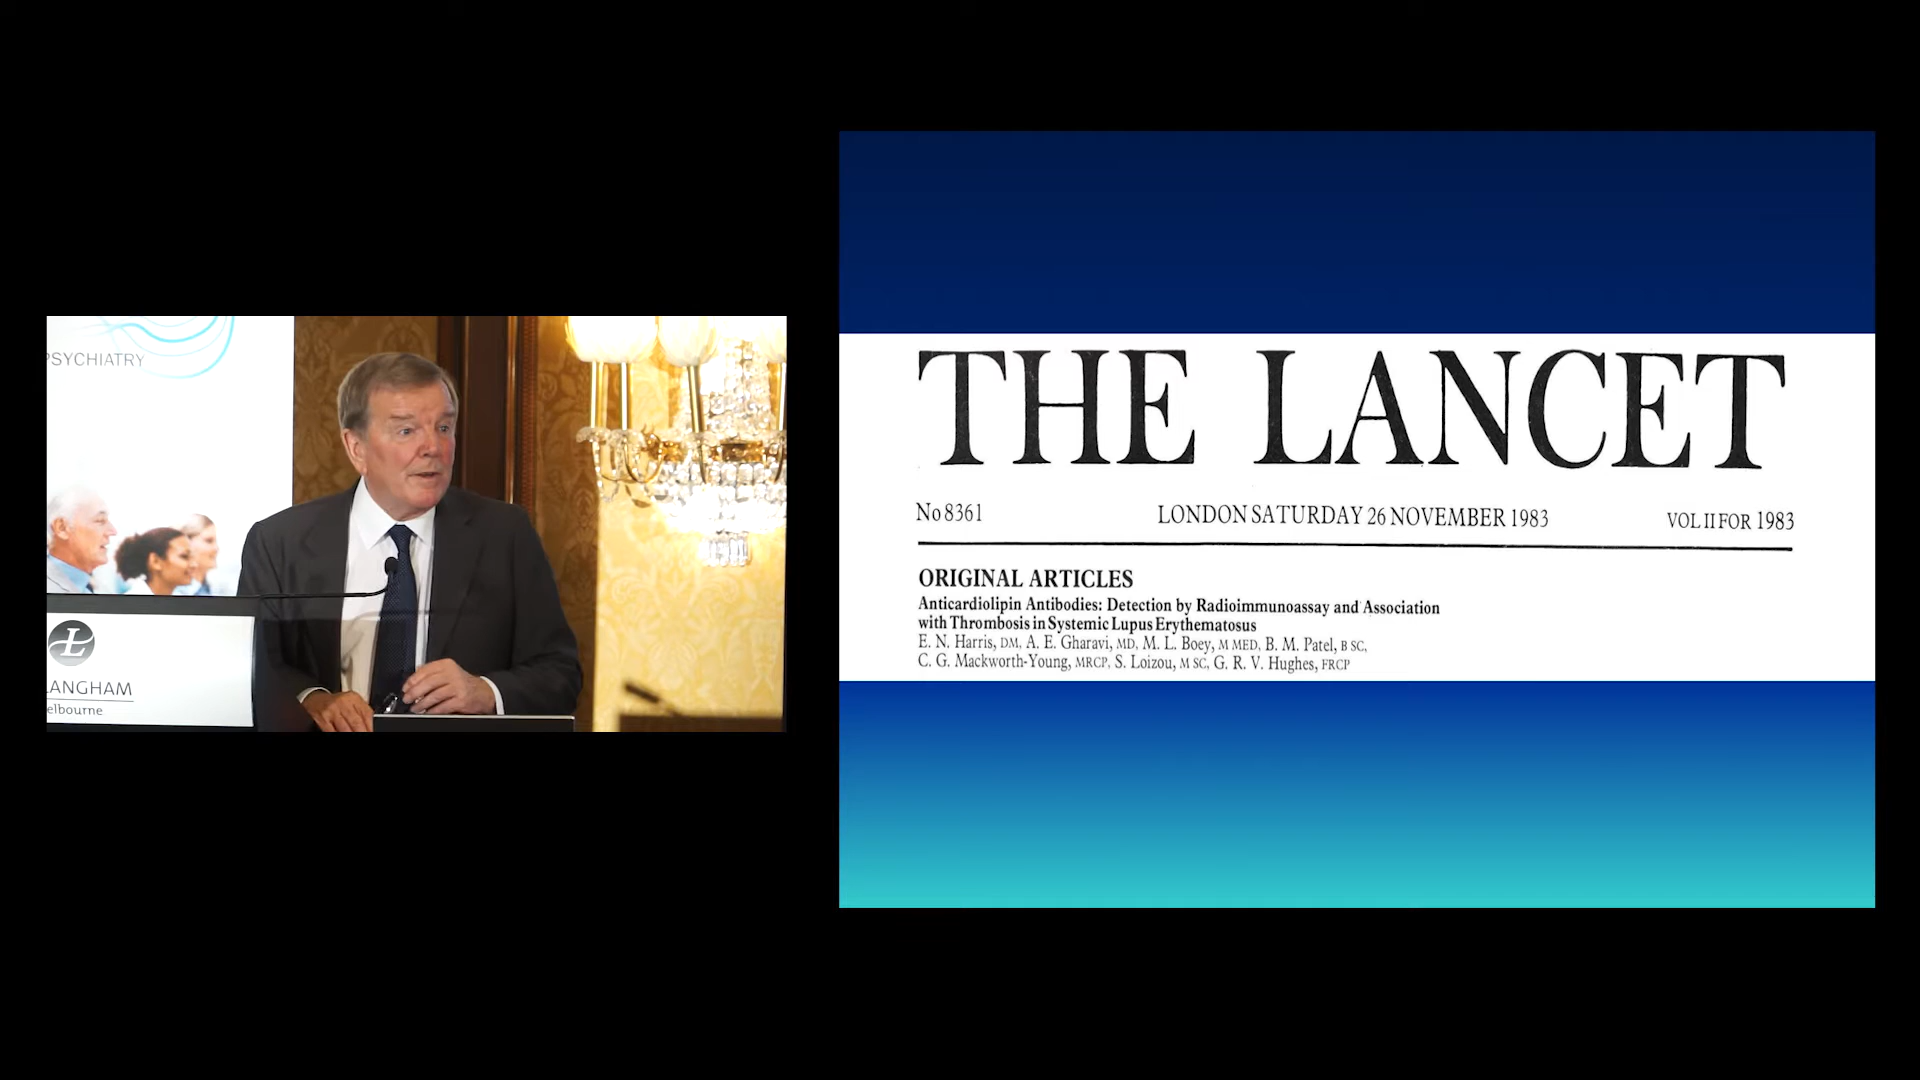 PSYCHIATRY
LANGHAM
elbourne
THE LANCET
No 8361 LONDON SATURDAY 26 NOVEMBER 1983 VOL II FOR 1983
ORIGINAL ARTICLES
Anticardiolipin Antibodies: Detection by Radioimmunoassay and Association
with Thrombosis in Systemic Lupus Erythematosus
E. N. Harris, DM, A. E. Gharavi, MD, M. L. Boey, M MED, B. M. Patel, B SC,
C. G. Mackworth-Young, MRCP, S. Loizou, M SC, G. R. V. Hughes, FRCP